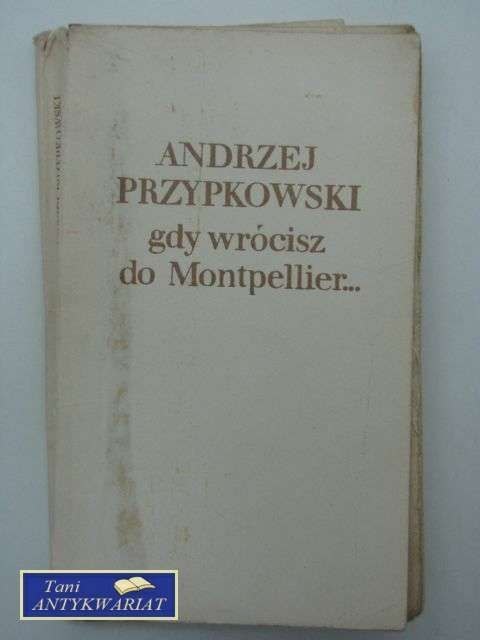 ANDRZEJ
PRZYPKOWSKI
gdy wrócisz
do Montpellier...
Tani
ANTYKWARIAT